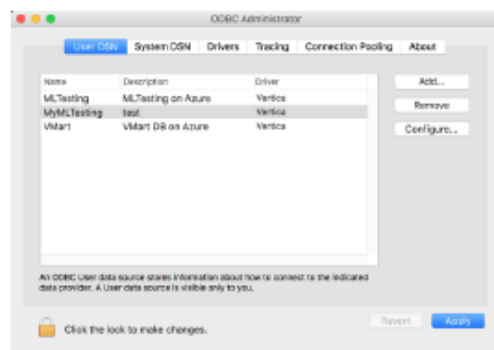 ODBC Administrator
User DSN System DSN Drivers Tracing Connection Pooling About
Name Description Driver
MLTesting MLTesting on Azure Vertica
MyMLTesting test Vertica
VMart VMart DB on Azure Vertica
Add...
Remove
Configure...
An ODBC User data source stores information about how to connect to the indicated
data provider. A User data source is visible only to you.
Click the lock to make changes.
Revert Apply